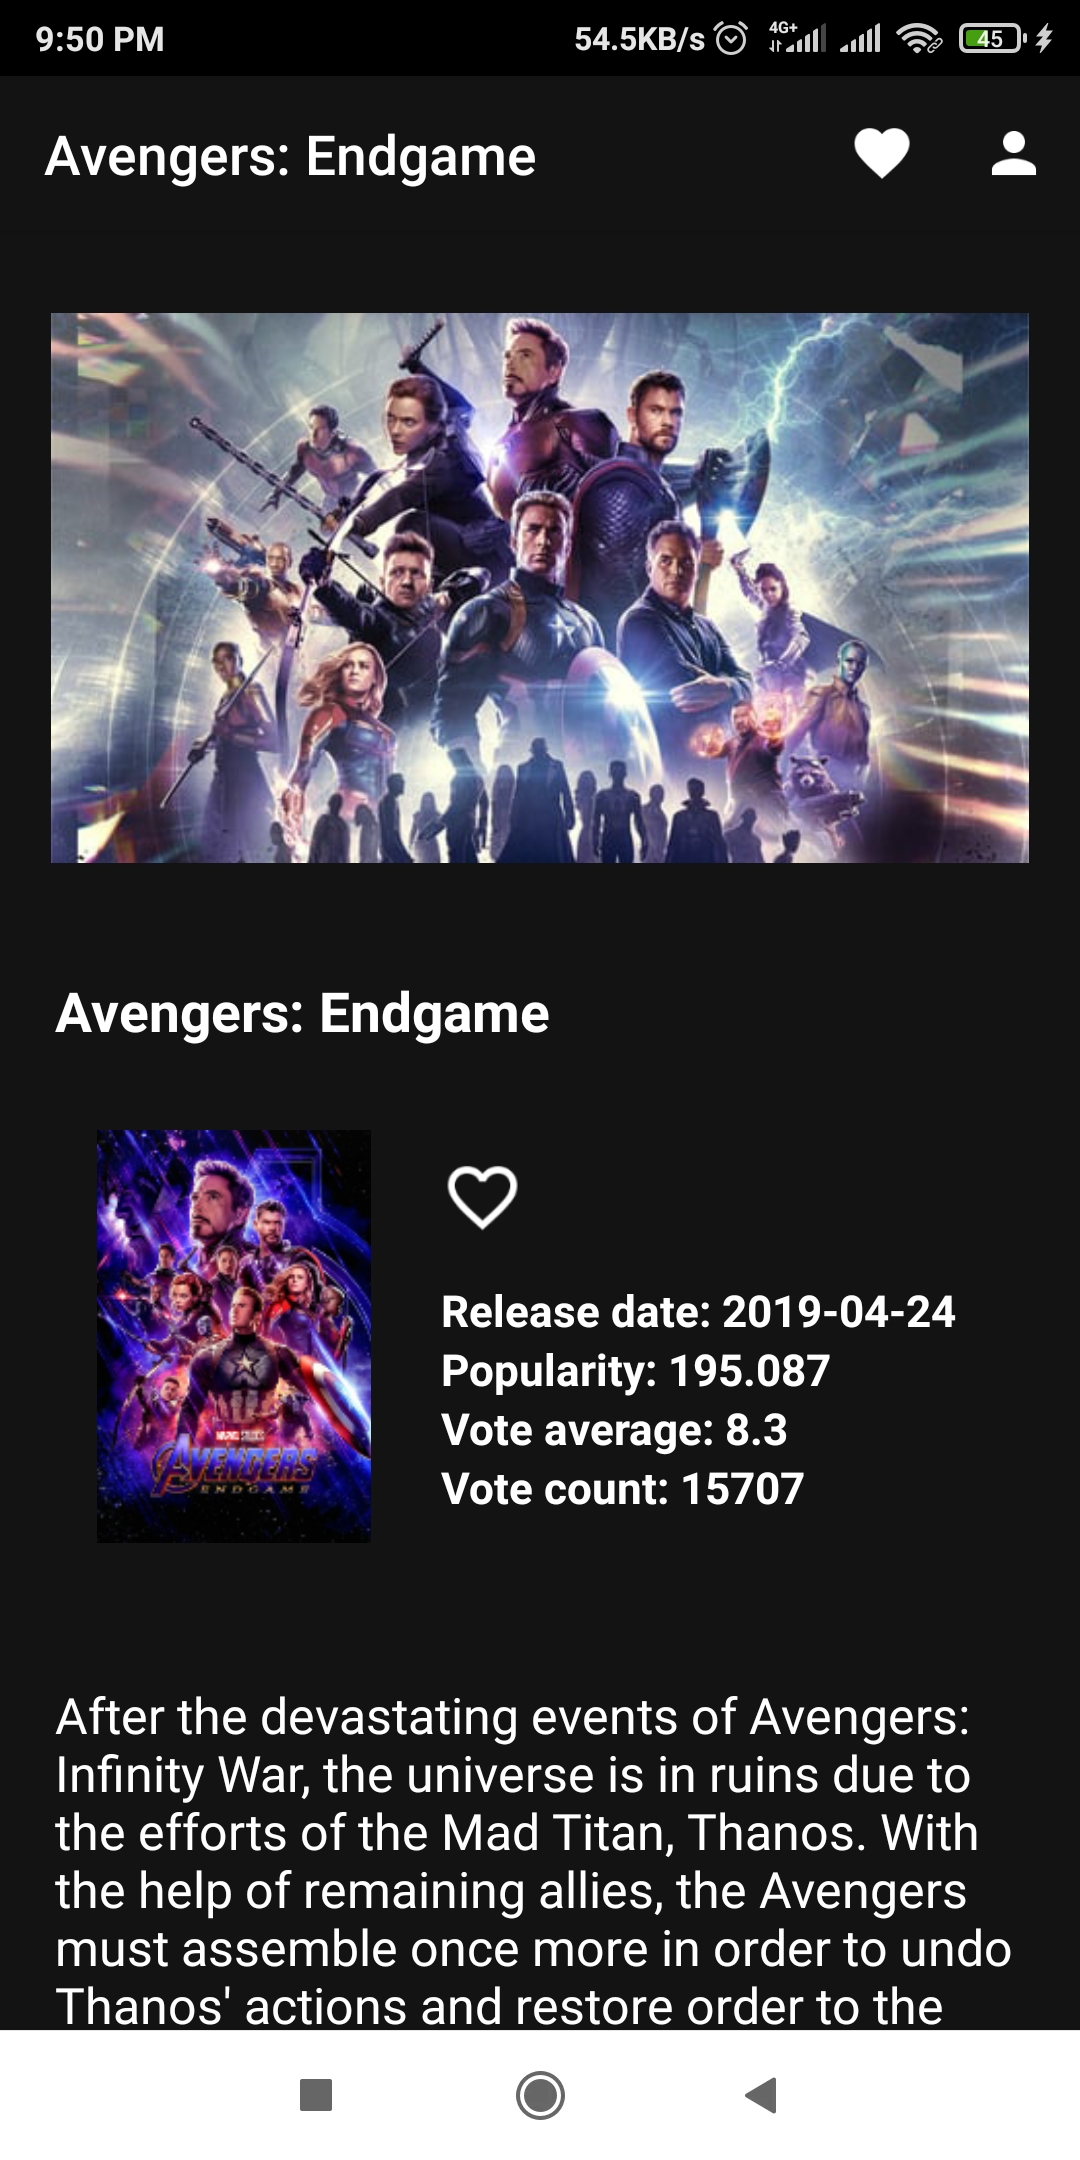 9:50 PM 54.5KB/s 4G+ 45
Avengers: Endgame
Avengers: Endgame
MARVEL STUDIOS
AVENGERS
ENDGAME
Release date: 2019-04-24
Popularity: 195.087
Vote average: 8.3
Vote count: 15707
After the devastating events of Avengers:
Infinity War, the universe is in ruins due to
the efforts of the Mad Titan, Thanos. With
the help of remaining allies, the Avengers
must assemble once more in order to undo
Thanos' actions and restore order to the